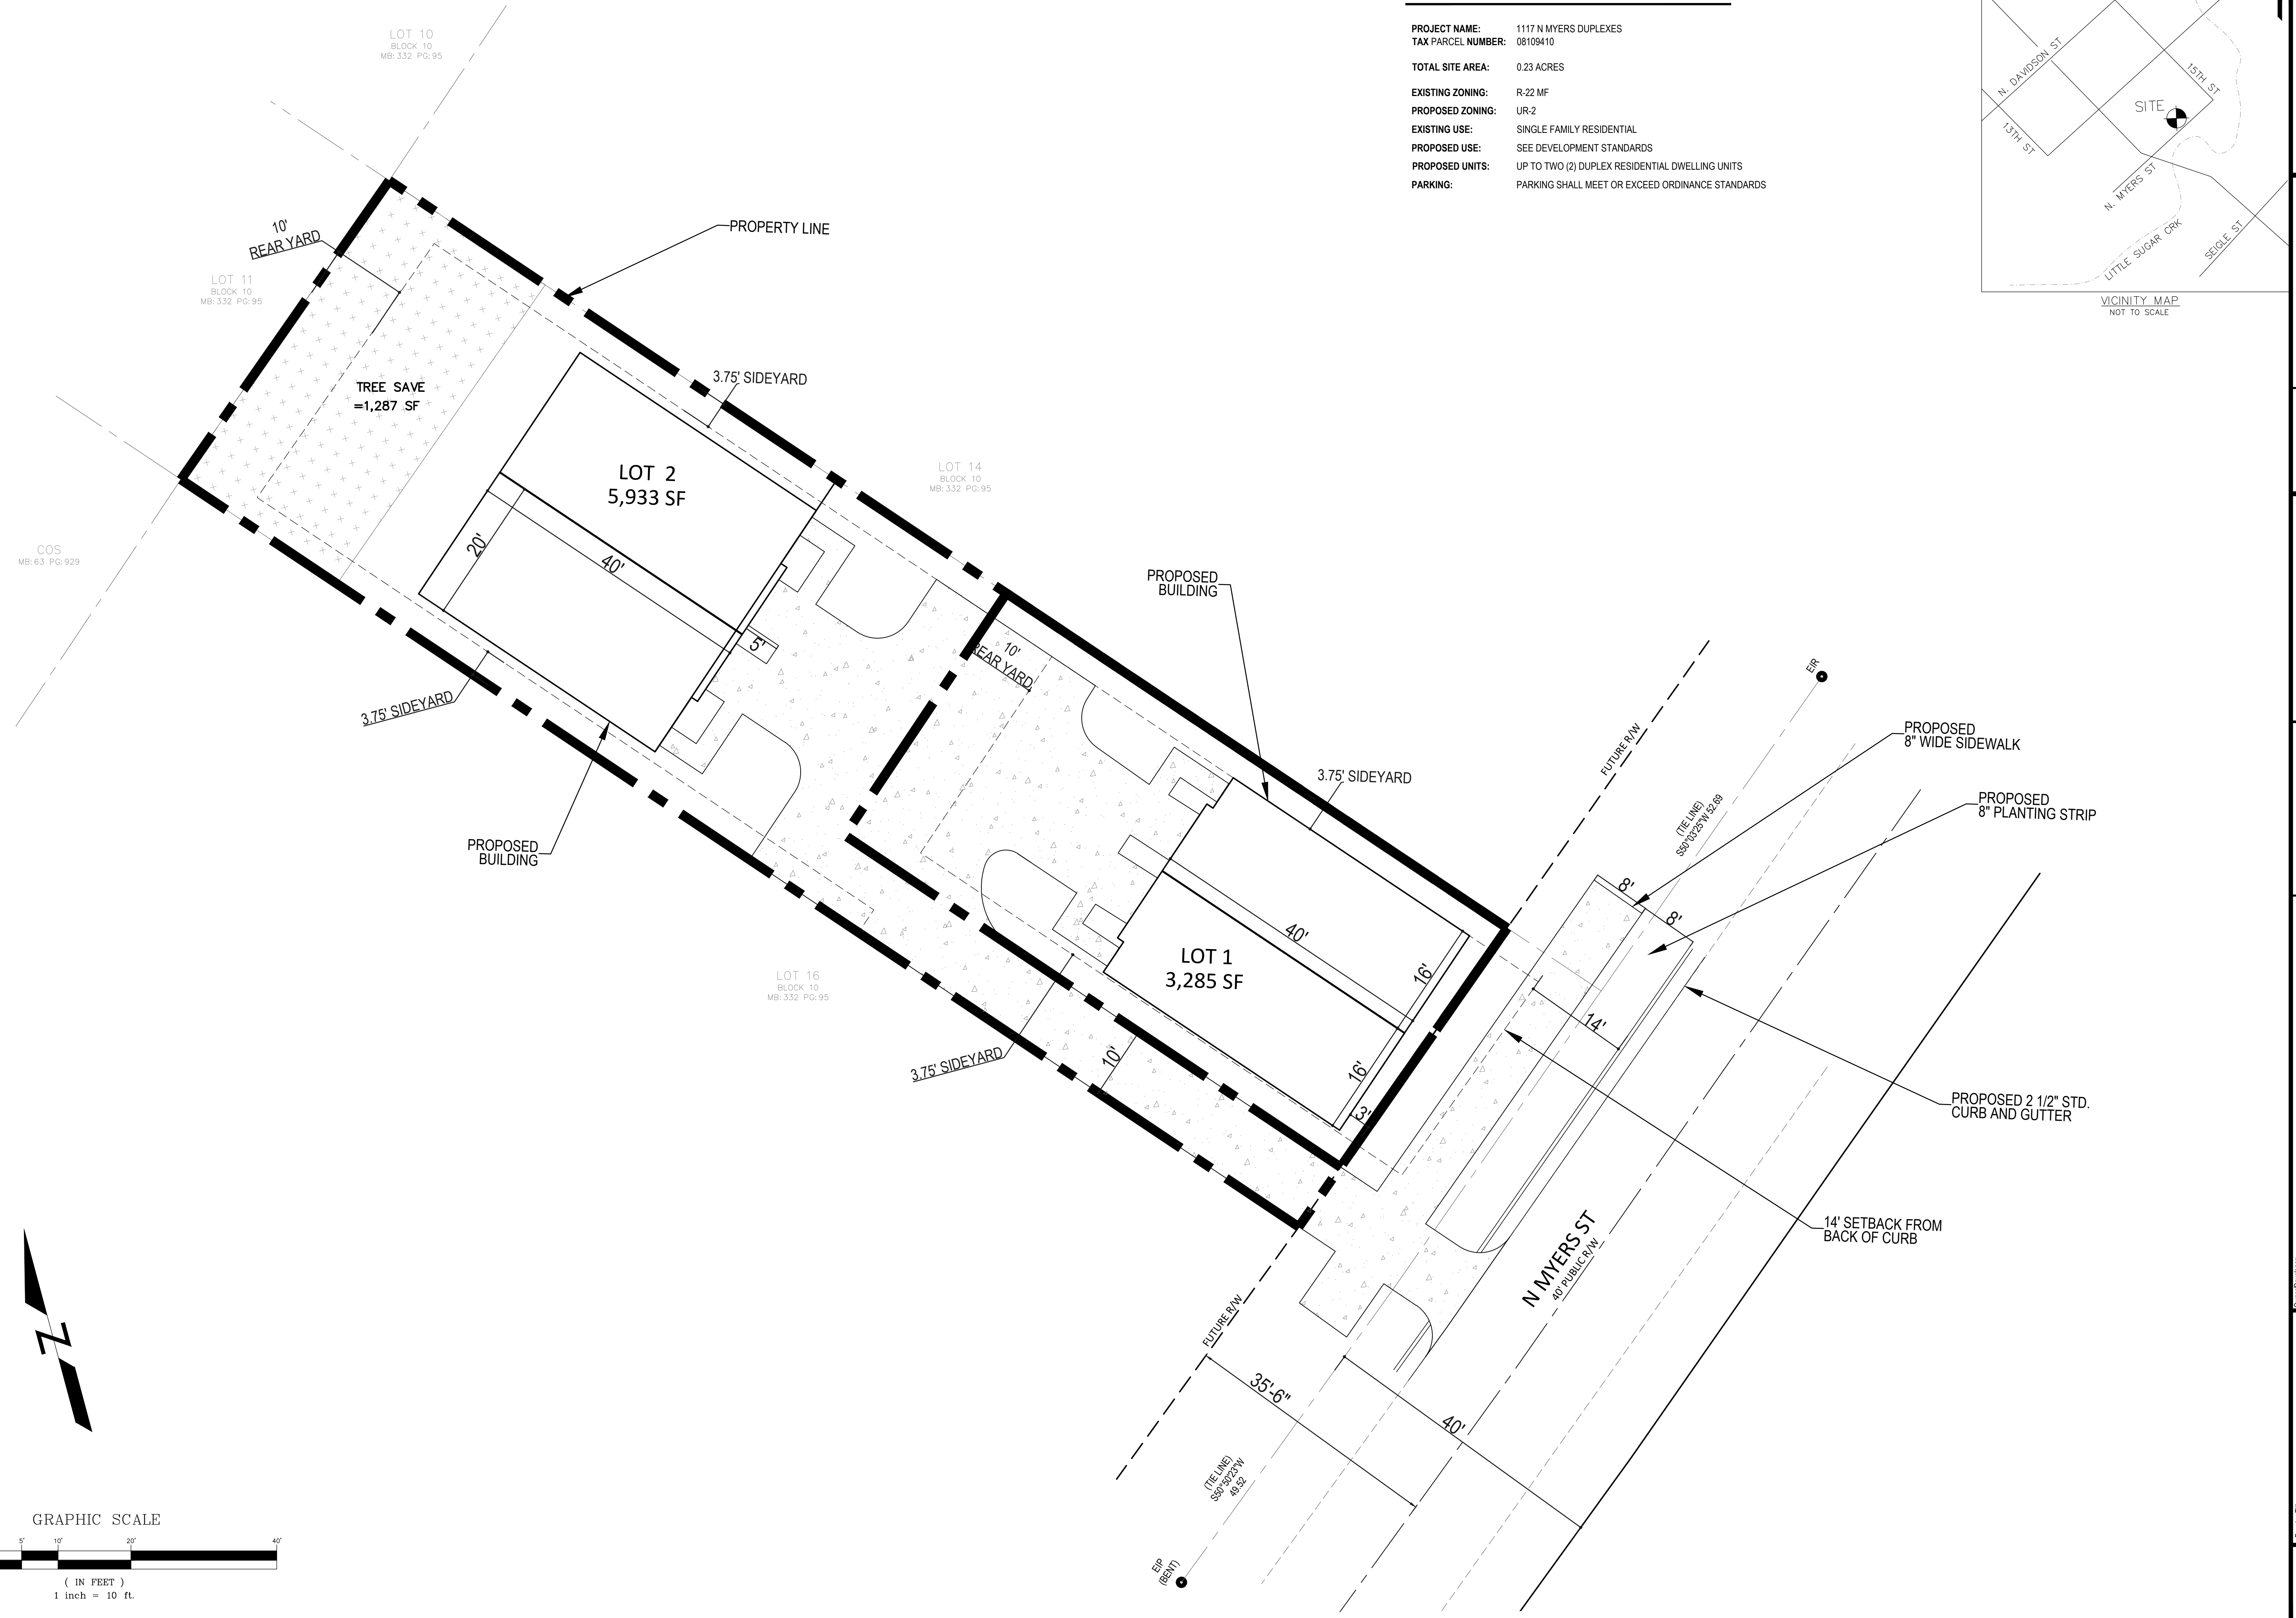 PROJECT NAME: 1117 N MYERS DUPLEXES
TAX PARCEL NUMBER: 08109410
TOTAL SITE AREA: 0.23 ACRES
EXISTING ZONING: R-22 MF
PROPOSED ZONING: UR-2
EXISTING USE: SINGLE FAMILY RESIDENTIAL
PROPOSED USE: SEE DEVELOPMENT STANDARDS
PROPOSED UNITS: UP TO TWO (2) DUPLEX RESIDENTIAL DWELLING UNITS
PARKING: PARKING SHALL MEET OR EXCEED ORDINANCE STANDARDS
N. DAVIDSON ST
15TH ST
SITE
13TH ST
N. MYERS ST
LITTLE SUGAR CRK
SEIGLE ST
VICINITY MAP
NOT TO SCALE
LOT 10
BLOCK 10
MB: 332 PG: 95
10'
REAR YARD
PROPERTY LINE
LOT 11
BLOCK 10
MB: 332 PG: 95
TREE SAVE
=1,287 SF
3.75' SIDEYARD
LOT 2
5,933 SF
LOT 14
BLOCK 10
MB: 332 PG: 95
COS
MB: 63 PG: 929
20'
40'
5'
PROPOSED
BUILDING
10'
REAR YARD
3.75' SIDEYARD
PROPOSED
BUILDING
3.75' SIDEYARD
EIR
FUTURE R/W
(TIE LINE)
S50°03'25"W 52.69
PROPOSED
8" WIDE SIDEWALK
PROPOSED
8" PLANTING STRIP
8'
8'
LOT 1
3,285 SF
40'
16'
16'
3'
14'
LOT 16
BLOCK 10
MB: 332 PG: 95
3.75' SIDEYARD
10'
PROPOSED 2 1/2" STD.
CURB AND GUTTER
14' SETBACK FROM
BACK OF CURB
N MYERS ST
40' PUBLIC R/W
FUTURE R/W
35'-6"
40'
(TIE LINE)
S50°50'23"W
49.52
EIP
(BENT)
Z
GRAPHIC SCALE
5' 10' 20' 40'
( IN FEET )
1 inch = 10 ft.